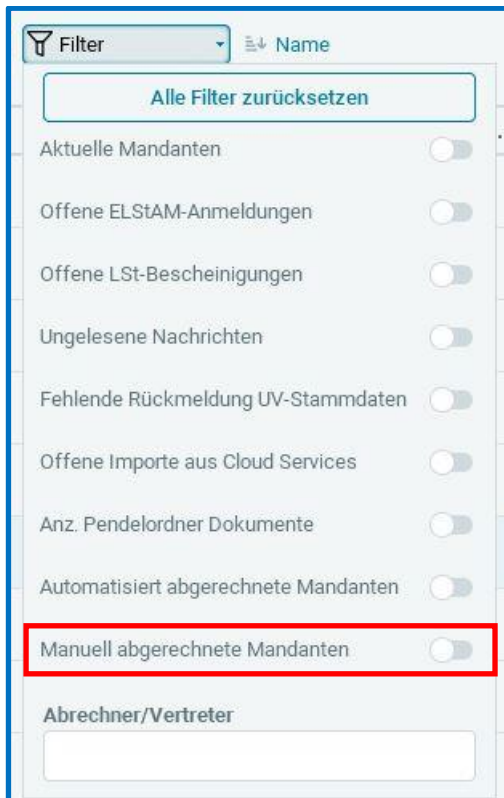 Filter Name
Alle Filter zurücksetzen
Aktuelle Mandanten
Offene ELStAM-Anmeldungen
Offene LSt-Bescheinigungen
Ungelesene Nachrichten
Fehlende Rückmeldung UV-Stammdaten
Offene Importe aus Cloud Services
Anz. Pendelordner Dokumente
Automatisiert abgerechnete Mandanten
Manuell abgerechnete Mandanten
Abrechner/Vertreter